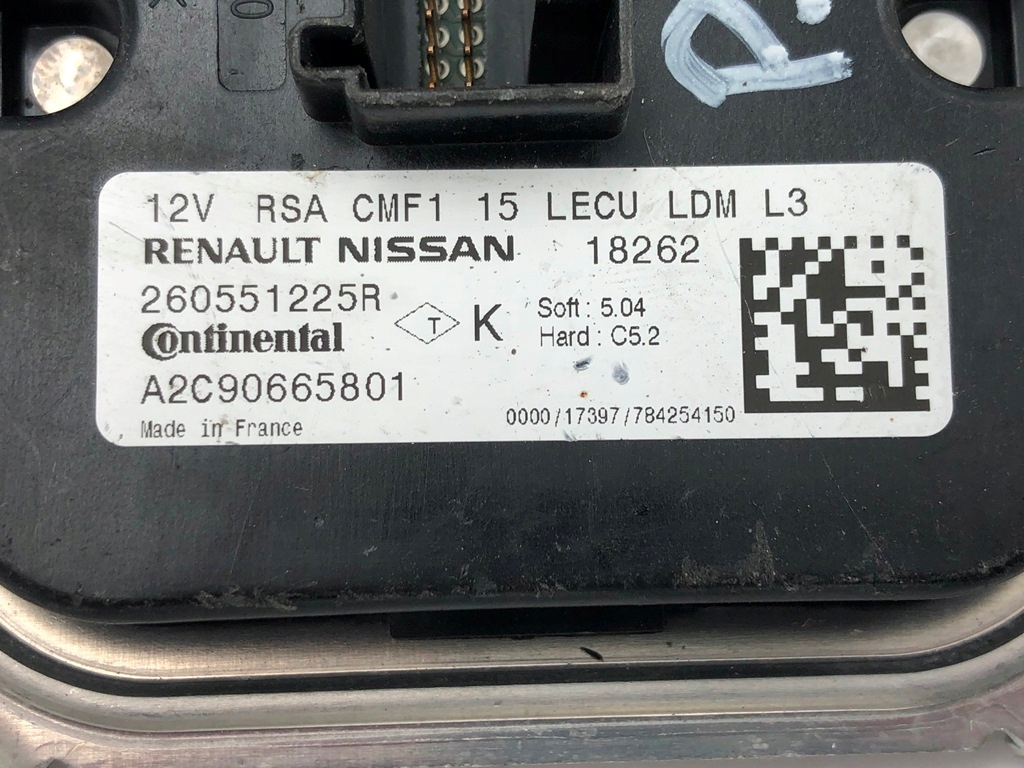 0
P.
12V RSA CMF1 15 LECU LDM L3
RENAULT NISSAN 18262
260551225R
Continental T K Soft : 5.04
Hard : C5.2
A2C90665801
0000/17397/784254150
Made in France